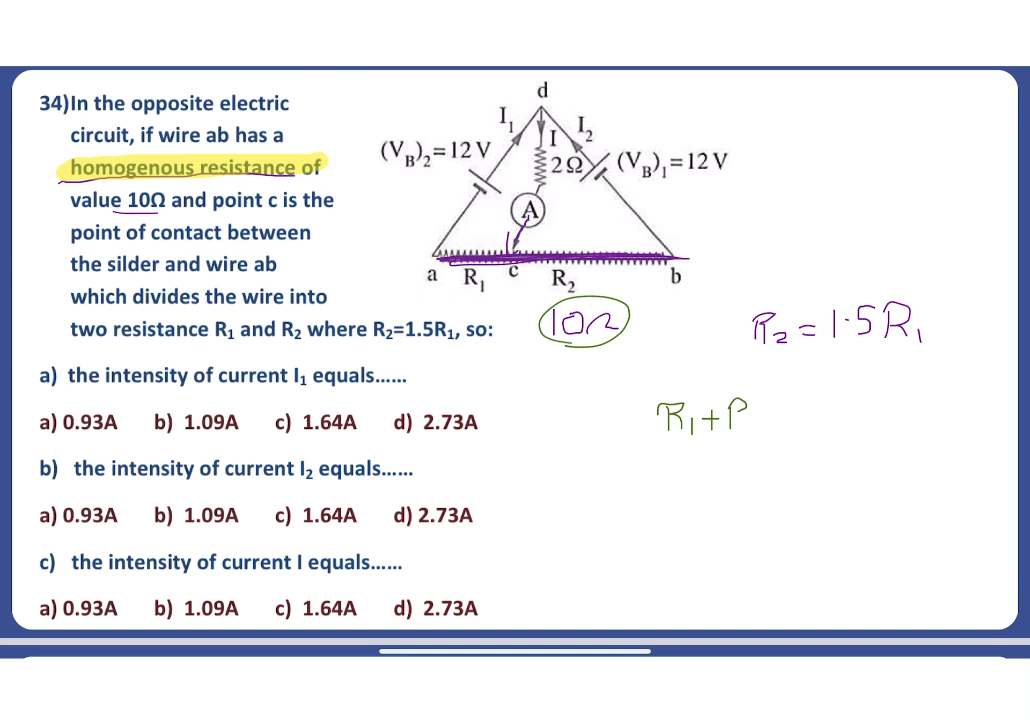 34)In the opposite electric
circuit, if wire ab has a
homogenous resistance of
value 10Ω and point c is the
point of contact between
the silder and wire ab
which divides the wire into
two resistance R₁ and R₂ where R₂=1.5R₁, so:
d
I₁
I
I₂
(V_B)₂=12 V
2Ω
(V_B)₁=12 V
A
a
R₁
c
R₂
b
10Ω
R₂ = 1.5R₁
R₁+R
a) the intensity of current I₁ equals......
a) 0.93A b) 1.09A c) 1.64A d) 2.73A
b) the intensity of current I₂ equals......
a) 0.93A b) 1.09A c) 1.64A d) 2.73A
c) the intensity of current I equals......
a) 0.93A b) 1.09A c) 1.64A d) 2.73A